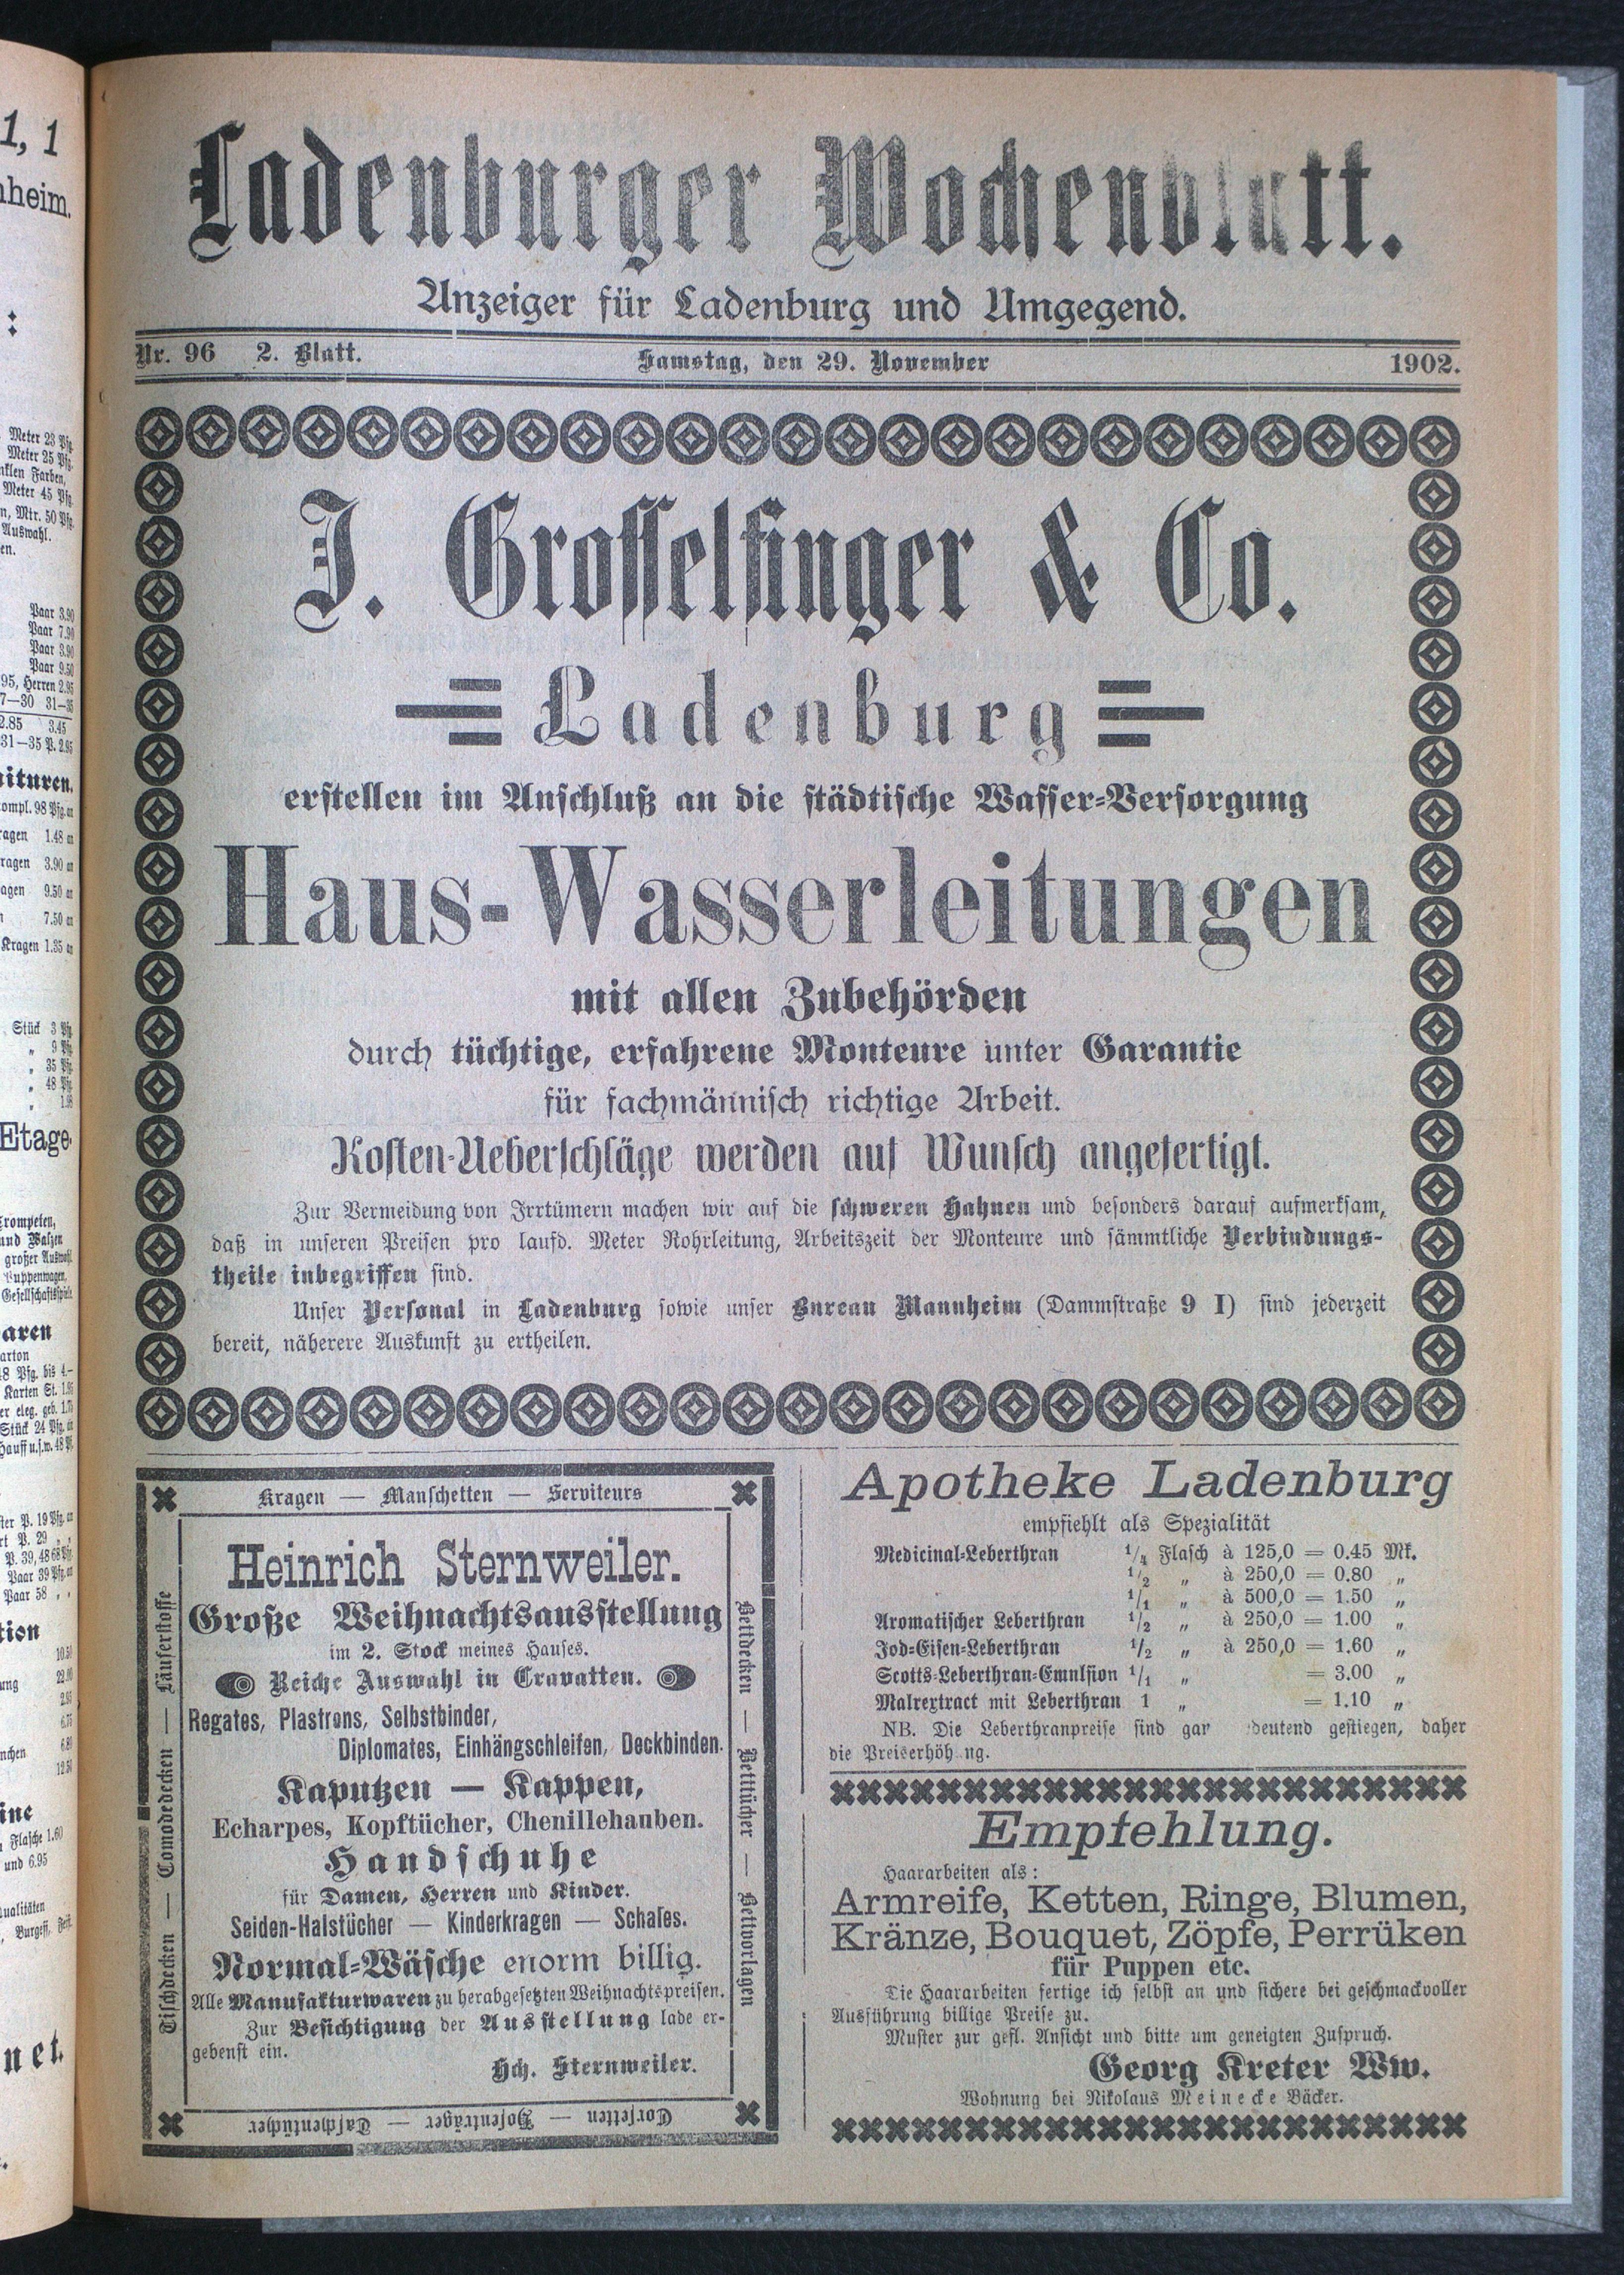 Ladenburger Wochenblatt.
Anzeiger für Ladenburg und Umgegend.
Nr. 96 2. Blatt. Samstag, den 29. November 1902.
J. Grosselfinger & Co.
Ladenburg
erstellen im Anschluß an die städtische Wasser-Versorgung
Haus-Wasserleitungen
mit allen Zubehörden
durch tüchtige, erfahrene Monteure unter Garantie
für fachmännisch richtige Arbeit.
Kosten-Ueberschläge werden auf Wunsch angefertigt.
Zur Vermeidung von Irrtümern machen wir auf die schweren Hahnen und besonders darauf aufmerksam,
daß in unseren Preisen pro laufd. Meter Rohrleitung, Arbeitszeit der Monteure und sämmtliche Verbindungs-
theile inbegriffen sind.
Unser Personal in Ladenburg sowie unser Bureau Mannheim (Dammstraße 9 I) sind jederzeit
bereit, näherere Auskunft zu ertheilen.
Kragen — Manschetten — Serviteurs
Heinrich Sternweiler.
Große Weihnachtsausstellung
im 2. Stock meines Hauses.
Reiche Auswahl in Cravatten.
Regates, Plastrons, Selbstbinder,
Diplomates, Einhängschleifen, Deckbinden.
Kaputzen — Kappen,
Echarpes, Kopftücher, Chenillehauben.
Handschuhe
für Damen, Herren und Kinder.
Seiden-Halstücher — Kinderkragen — Schales.
Normal-Wäsche enorm billig.
Alle Manufakturwaren zu herabgesetzten Weihnachtspreisen.
Zur Besichtigung der Ausstellung lade er-
gebenst ein.
Hch. Sternweiler.
Tischdecken — Comodedecken — Läuferstoffe
Bettdecken — Betttücher — Bettvorlagen
Corsetten — Hosenträger — Taschentücher
Apotheke Ladenburg
empfiehlt als Spezialität
Medicinal-Leberthran 1/4 Flasch à 125,0 = 0.45 Mk.
1/2 „ à 250,0 = 0.80 „
1/1 „ à 500,0 = 1.50 „
Aromatischer Leberthran 1/2 „ à 250,0 = 1.00 „
Jod-Eisen-Leberthran 1/2 „ à 250,0 = 1.60 „
Scotts-Leberthran-Emulsion 1/1 „ = 3.00 „
Malzextract mit Leberthran 1 „ = 1.10 „
NB. Die Leberthranpreise sind gar deutend gestiegen, daher
die Preiserhöh ng.
Empfehlung.
Haararbeiten als:
Armreife, Ketten, Ringe, Blumen,
Kränze, Bouquet, Zöpfe, Perrüken
für Puppen etc.
Die Haararbeiten fertige ich selbst an und sichere bei geschmackvoller
Ausführung billige Preise zu.
Muster zur gefl. Ansicht und bitte um geneigten Zuspruch.
Georg Kreter Ww.
Wohnung bei Nikolaus Meinecke Bäcker.